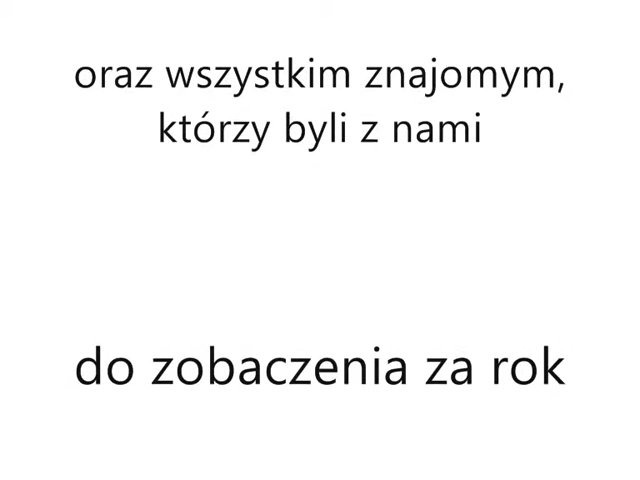 oraz wszystkim znajomym,
którzy byli z nami
do zobaczenia za rok